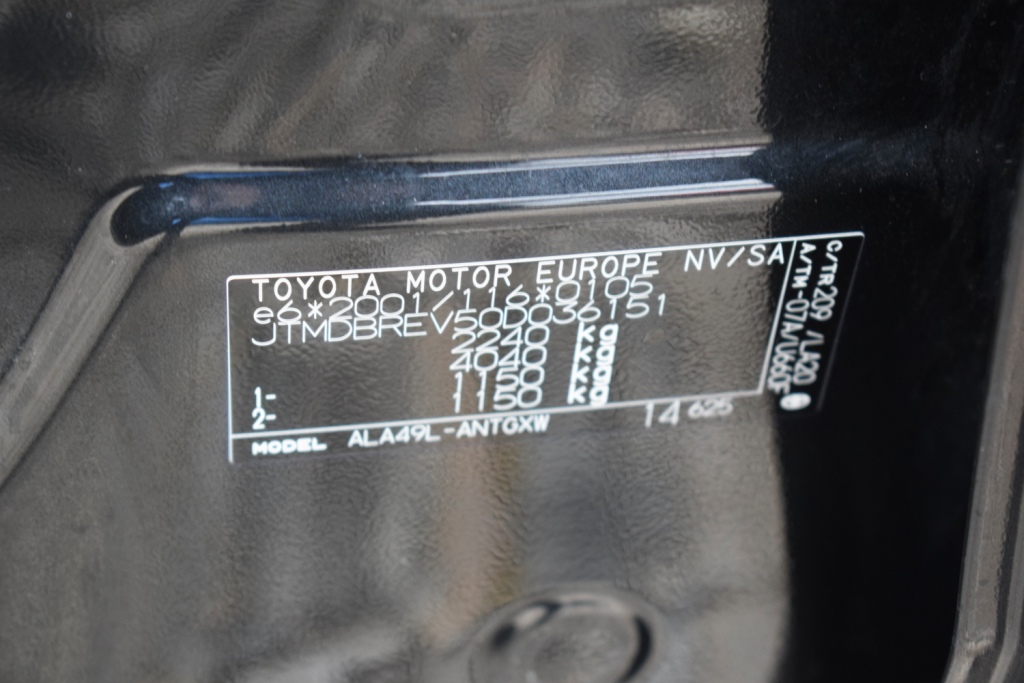 TOYOTA MOTOR EUROPE NV/SA
e6*2001/116*0105
JTMDBREV50D036151
2240 Kg
4040 Kg
1- 1150 Kg
2- 1150 Kg
MODEL ALA49L-ANTGXW
14 625
C/TR 209 /LA20
A/TM -07A/U660F